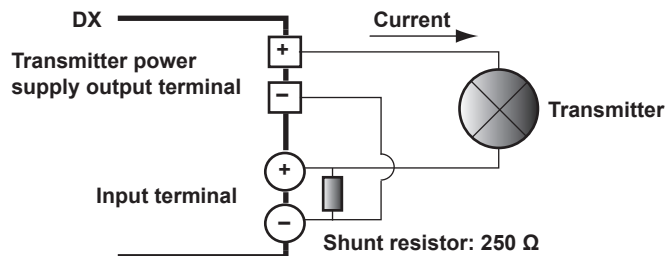 DX
Current
Transmitter power
supply output terminal
+
−
Transmitter
+
Input terminal
−
Shunt resistor: 250 Ω